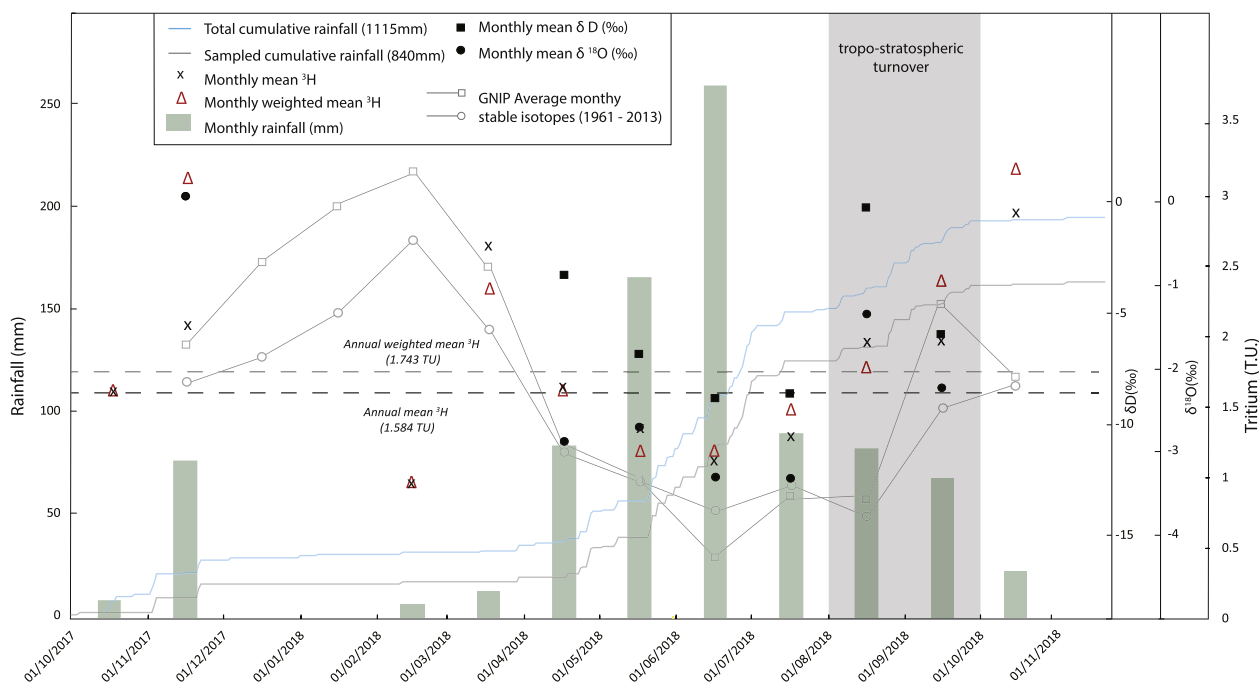 Total cumulative rainfall (1115mm)
Sampled cumulative rainfall (840mm)
Monthly mean ³H
Monthly weighted mean ³H
Monthly rainfall (mm)
Monthly mean δ D (‰)
Monthly mean δ ¹⁸O (‰)
GNIP Average monthy
stable isotopes (1961 - 2013)
tropo-stratospheric
turnover
Annual weighted mean ³H
(1.743 TU)
Annual mean ³H
(1.584 TU)
Rainfall (mm)
250
200
150
100
50
0
δD(‰)
0
-5
-10
-15
δ¹⁸O(‰)
0
-1
-2
-3
-4
Tritium (T.U.)
3.5
3
2.5
2
1.5
1
0.5
0
01/10/2017
01/11/2017
01/12/2017
01/01/2018
01/02/2018
01/03/2018
01/04/2018
01/05/2018
01/06/2018
01/07/2018
01/08/2018
01/09/2018
01/10/2018
01/11/2018